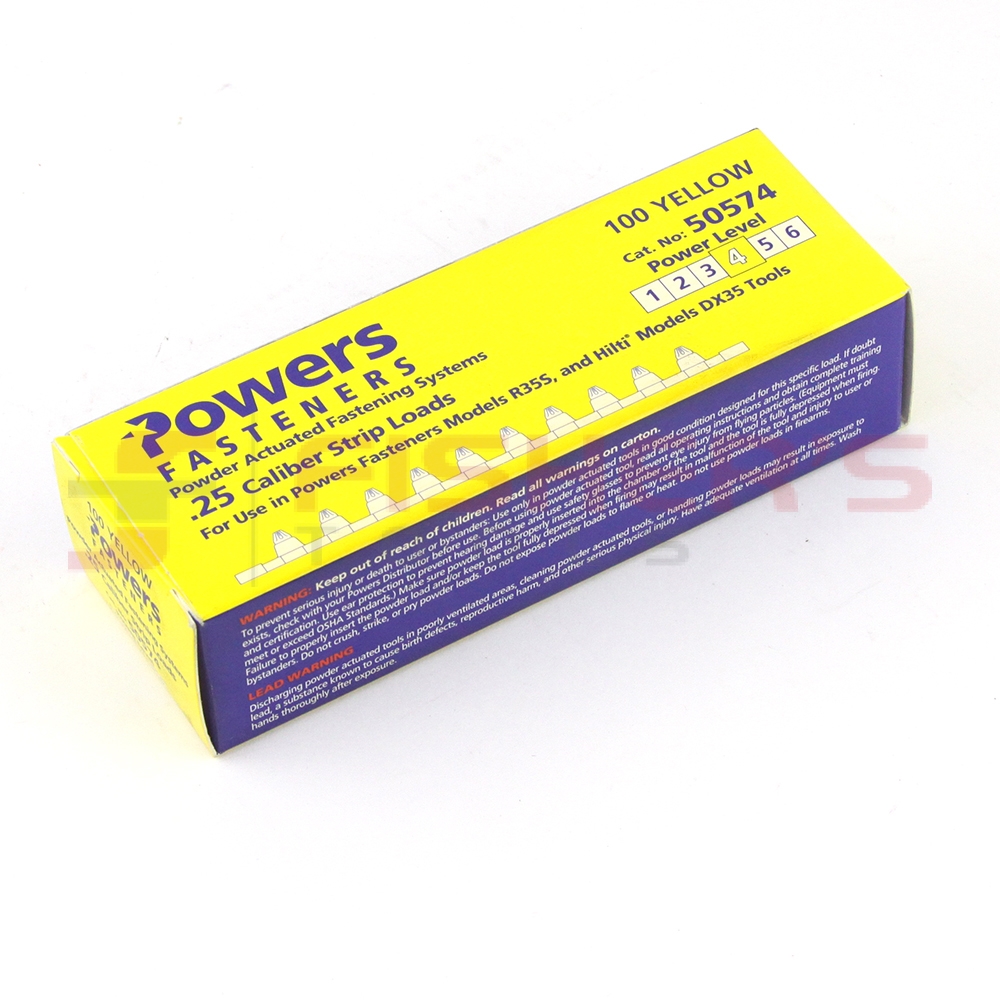 100 YELLOW
Cat. No: 50574
Power Level
1 2 3 4 5 6
Powers
FASTENERS
Powder Actuated Fastening Systems
.25 Caliber Strip Loads
For Use in Powers Fasteners Models R35S, and Hilti® Models DX35 Tools
WARNING: Keep out of reach of children. Read all warnings on carton.
To prevent serious injury or death to user or bystanders: Use only in powder actuated tools in good condition designed for this specific load. If doubt
exists, check with your Powers Distributor before use. Before using powder actuated tool, read all operating instructions and obtain complete training
and certification. Use ear protection to prevent hearing damage and use safety glasses to prevent eye injury from flying particles. (Equipment must
meet or exceed OSHA Standards.) Make sure powder load is properly inserted into the chamber of the tool and the tool is fully depressed when firing.
Failure to properly insert the powder load and/or keep the tool fully depressed when firing may result in damage of the tool and injury to user or
bystanders. Do not crush, strike, or pry powder loads. Do not expose powder loads to flame or heat. Do not use powder loads in firearms.
LEAD WARNING
Discharging powder actuated tools in poorly ventilated areas, cleaning powder actuated tools, or handling powder loads may result in exposure to
lead, a substance known to cause birth defects, reproductive harm, and other serious physical injury. Have adequate ventilation at all times. Wash
hands thoroughly after exposure.
100 YELLOW
Powers
FASTENERS
FISHER'S